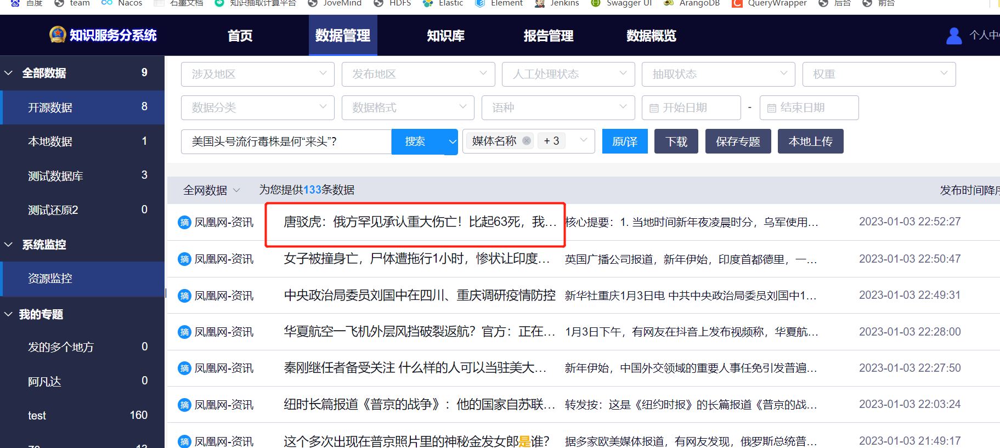 百度 team Nacos 石墨文档 知识抽取计算平台 JoveMind HDFS Elastic Element Jenkins Swagger UI ArangoDB QueryWrapper 后台 前台
知识服务分系统 首页 数据管理 知识库 报告管理 数据概览 个人中
全部数据 9
开源数据 8
本地数据 1
测试数据库 3
测试还原2 0
系统监控
资源监控
我的专题
发的多个地方 0
阿凡达 0
test 160
涉及地区 发布地区 人工处理状态 抽取状态 权重
数据分类 数据格式 语种 开始日期 - 结束日期
美国头号流行毒株是何“来头”? 搜索 媒体名称 + 3 原/译 下载 保存专题 本地上传
全网数据 为您提供133条数据 发布时间降序
摘 凤凰网-资讯 唐驳虎：俄方罕见承认重大伤亡！比起63死，我... 核心提要：1. 当地时间新年夜凌晨时分，乌军使用... 2023-01-03 22:52:27
摘 凤凰网-资讯 女子被撞身亡，尸体遭拖行1小时，惨状让印度... 英国广播公司报道，新年伊始，印度首都德里，一... 2023-01-03 22:50:47
摘 凤凰网-资讯 中央政治局委员刘国中在四川、重庆调研疫情防控 新华社重庆1月3日电 中共中央政治局委员刘国中1... 2023-01-03 22:49:31
摘 凤凰网-资讯 华夏航空一飞机外层风挡破裂返航？官方：正在... 1月3日下午，有网友在抖音上发布视频称，华夏航... 2023-01-03 22:28:00
摘 凤凰网-资讯 秦刚继任者备受关注 什么样的人可以当驻美大... 新年伊始，中国外交领域的重要人事任免引发普遍... 2023-01-03 22:27:50
摘 凤凰网-资讯 纽时长篇报道《普京的战争》：他的国家自苏联... 转发按：这是《纽约时报》的长篇报道《普京的战... 2023-01-03 22:03:24
摘 凤凰网-资讯 这个多次出现在普京照片里的神秘金发女郎是谁？ 据多家欧美媒体报道，有网友发现，俄罗斯总统普... 2023-01-03 21:49:17